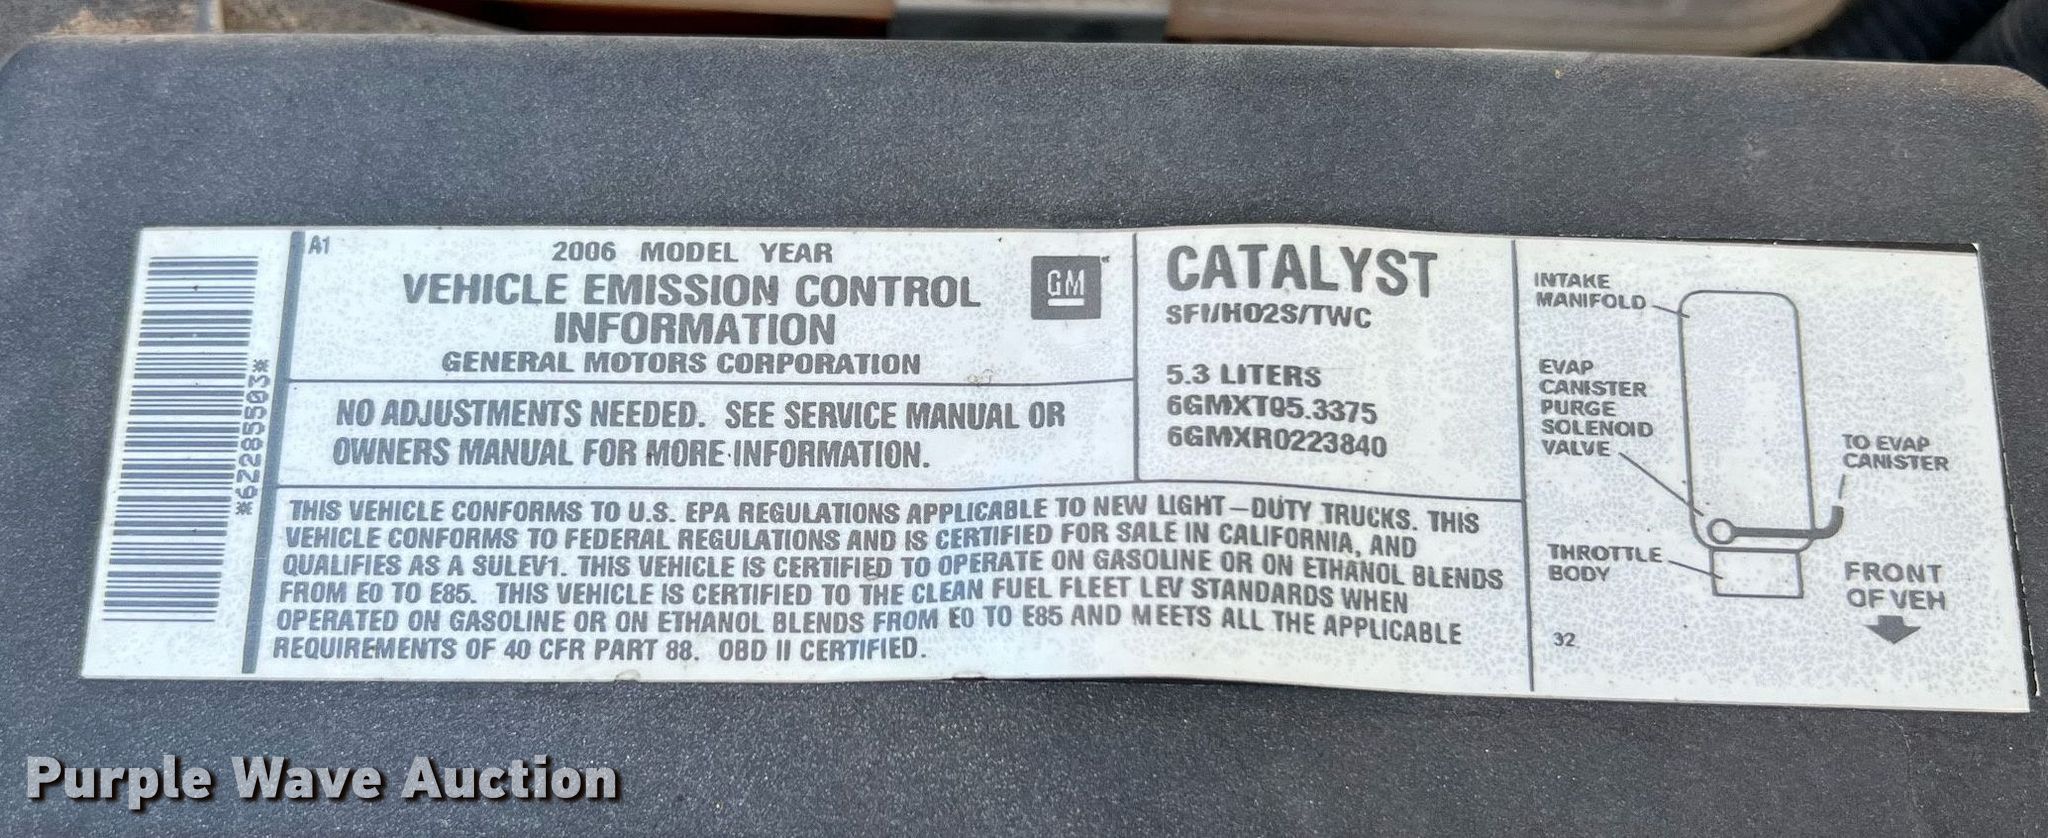 *62285503*
A1
2006 MODEL YEAR
VEHICLE EMISSION CONTROL
INFORMATION
GENERAL MOTORS CORPORATION
GM
NO ADJUSTMENTS NEEDED. SEE SERVICE MANUAL OR
OWNERS MANUAL FOR MORE INFORMATION.
CATALYST
SFI/HO2S/TWC
5.3 LITERS
6GMXT05.3375
6GMXR0223840
THIS VEHICLE CONFORMS TO U.S. EPA REGULATIONS APPLICABLE TO NEW LIGHT-DUTY TRUCKS. THIS
VEHICLE CONFORMS TO FEDERAL REGULATIONS AND IS CERTIFIED FOR SALE IN CALIFORNIA, AND
QUALIFIES AS A SULEV1. THIS VEHICLE IS CERTIFIED TO OPERATE ON GASOLINE OR ON ETHANOL BLENDS
FROM E0 TO E85. THIS VEHICLE IS CERTIFIED TO THE CLEAN FUEL FLEET LEV STANDARDS WHEN
OPERATED ON GASOLINE OR ON ETHANOL BLENDS FROM E0 TO E85 AND MEETS ALL THE APPLICABLE
REQUIREMENTS OF 40 CFR PART 88. OBD II CERTIFIED.
INTAKE
MANIFOLD
EVAP
CANISTER
PURGE
SOLENOID
VALVE
TO EVAP
CANISTER
THROTTLE
BODY
FRONT
OF VEH
32
Purple Wave Auction